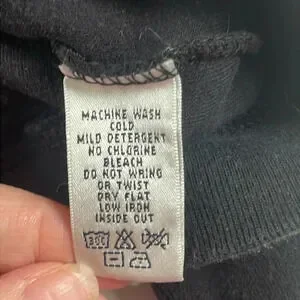 MACHINE WASH
COLD
MILD DETERGENT
NO CHLORINE
BLEACH
DO NOT WRING
OR TWIST
DRY FLAT
LOW IRON
INSIDE OUT